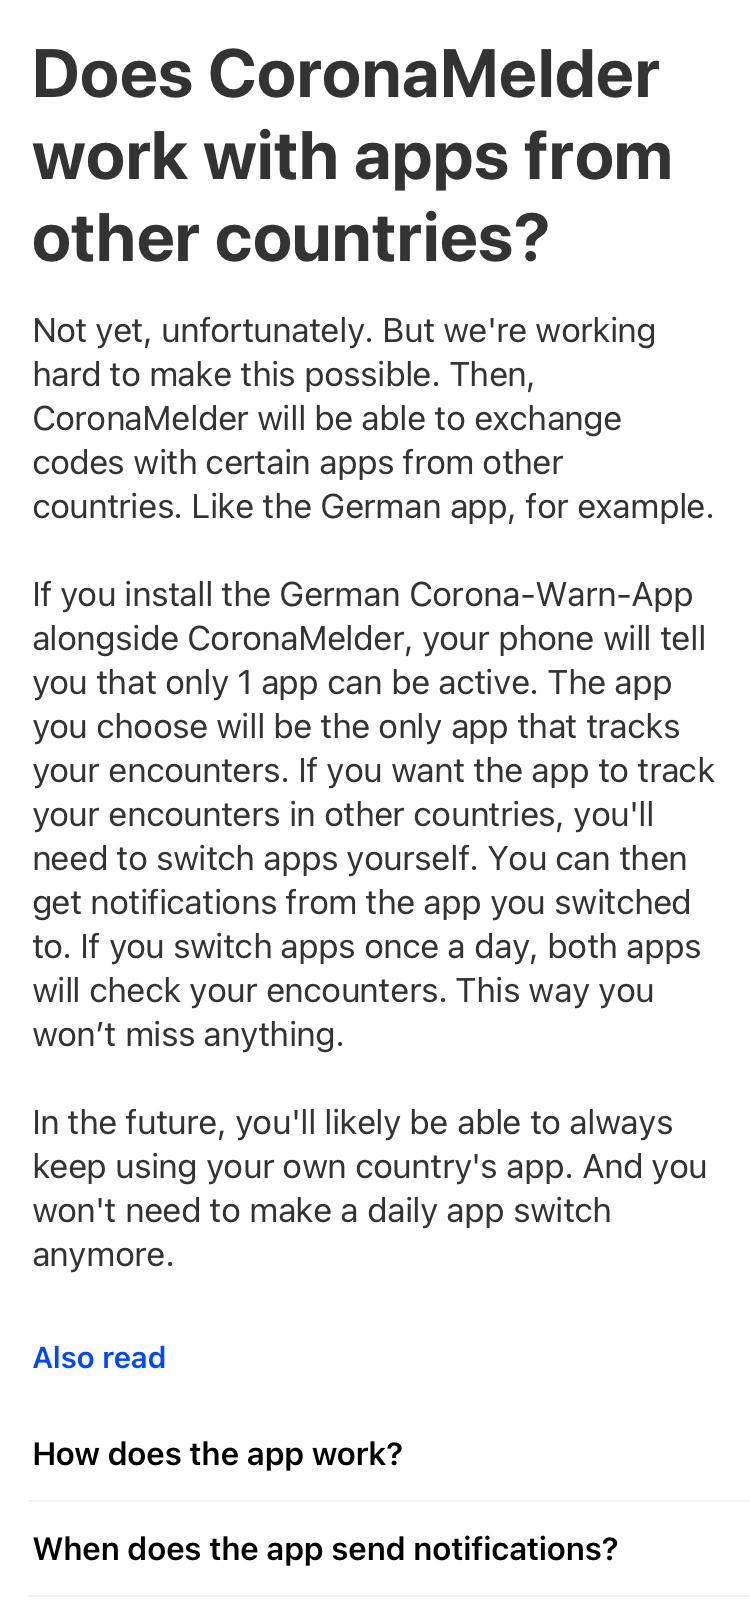 Does CoronaMelder
work with apps from
other countries?
Not yet, unfortunately. But we're working
hard to make this possible. Then,
CoronaMelder will be able to exchange
codes with certain apps from other
countries. Like the German app, for example.
If you install the German Corona-Warn-App
alongside CoronaMelder, your phone will tell
you that only 1 app can be active. The app
you choose will be the only app that tracks
your encounters. If you want the app to track
your encounters in other countries, you'll
need to switch apps yourself. You can then
get notifications from the app you switched
to. If you switch apps once a day, both apps
will check your encounters. This way you
won’t miss anything.
In the future, you'll likely be able to always
keep using your own country's app. And you
won't need to make a daily app switch
anymore.
Also read
How does the app work?
When does the app send notifications?